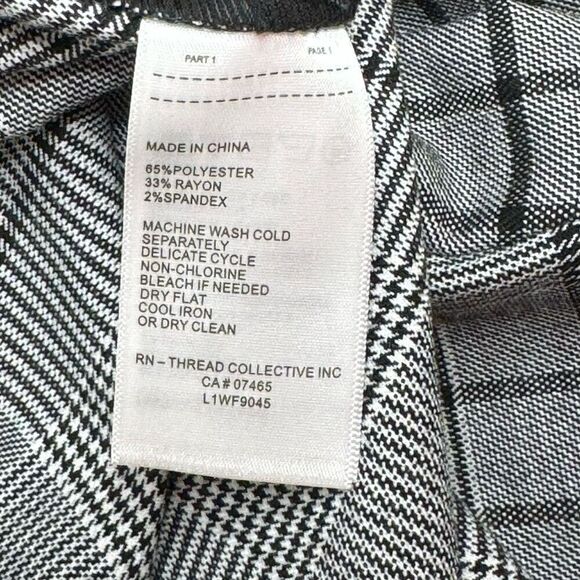 PART 1 PAGE 1
MADE IN CHINA
65%POLYESTER
33% RAYON
2%SPANDEX
MACHINE WASH COLD
SEPARATELY
DELICATE CYCLE
NON-CHLORINE
BLEACH IF NEEDED
DRY FLAT
COOL IRON
OR DRY CLEAN
RN – THREAD COLLECTIVE INC
CA # 07465
L1WF9045